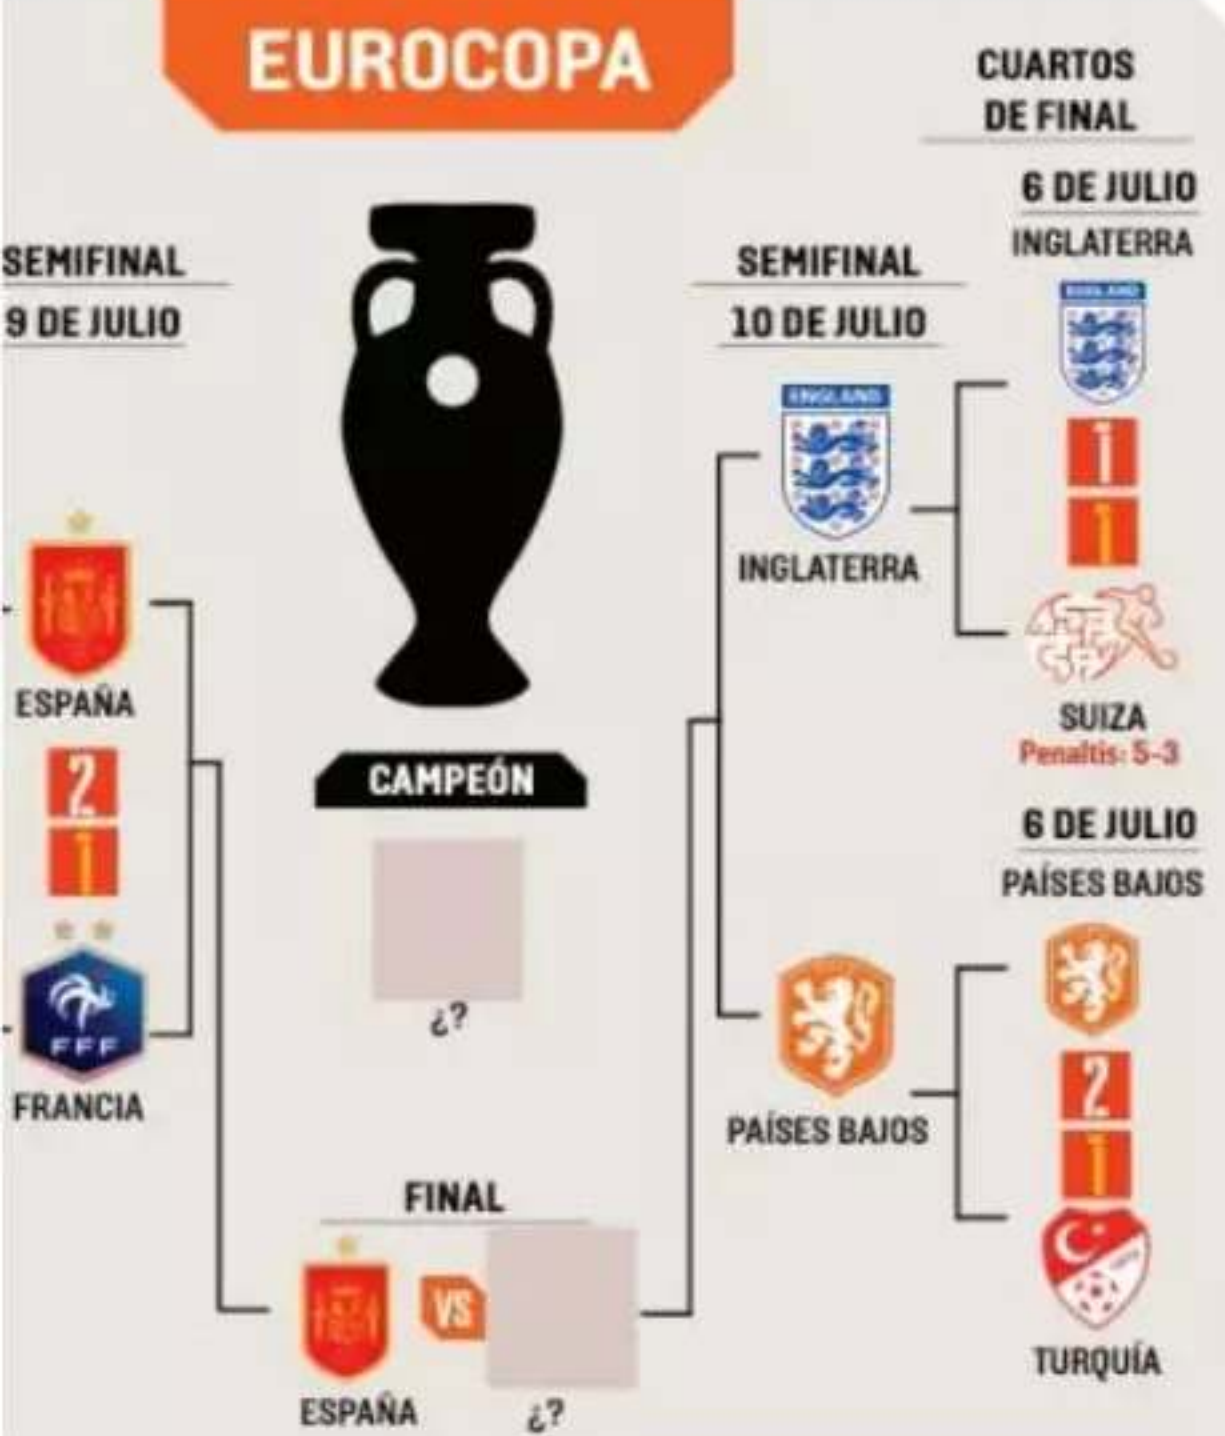 EUROCOPA
SEMIFINAL
9 DE JULIO
ESPAÑA
2
1
FFF
FRANCIA
CAMPEÓN
¿?
FINAL
ESPAÑA
VS
¿?
SEMIFINAL
10 DE JULIO
ENGLAND
INGLATERRA
PAÍSES BAJOS
CUARTOS
DE FINAL
6 DE JULIO
INGLATERRA
ENGLAND
1
1
SUIZA
Penaltis: 5-3
6 DE JULIO
PAÍSES BAJOS
2
1
TURQUÍA